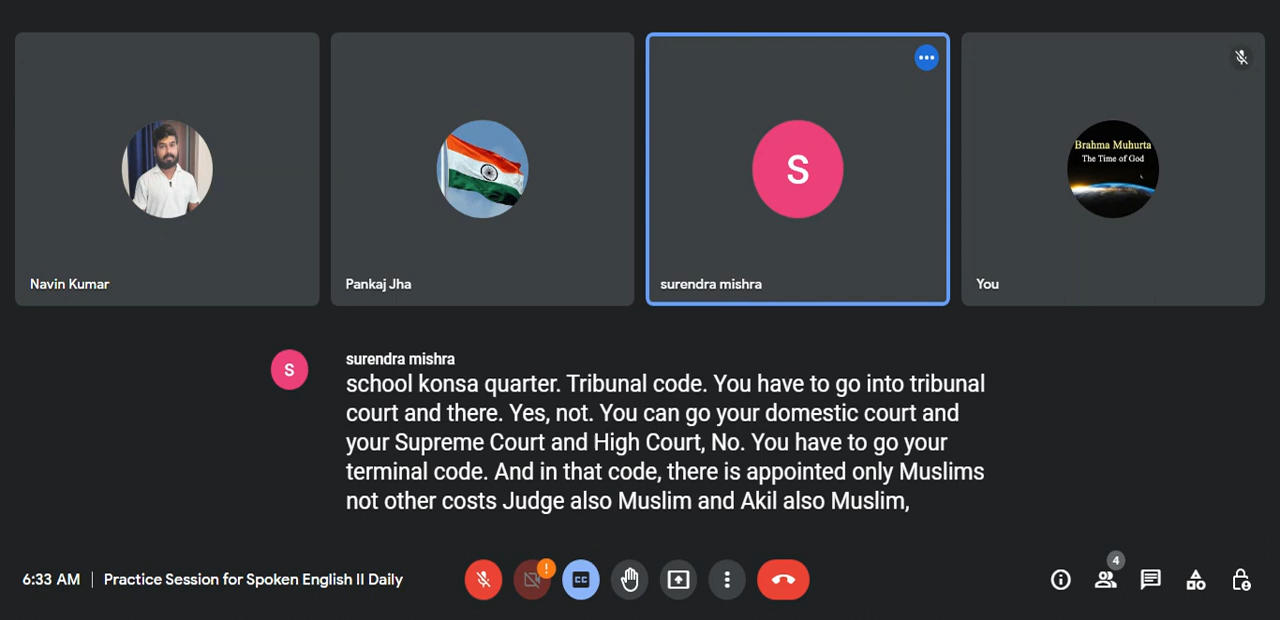 Brahma Muhurta
The Time of God
Navin Kumar
Pankaj Jha
surendra mishra
You
S
S
surendra mishra
school konsa quarter. Tribunal code. You have to go into tribunal
court and there. Yes, not. You can go your domestic court and
your Supreme Court and High Court, No. You have to go your
terminal code. And in that code, there is appointed only Muslims
not other costs Judge also Muslim and Akil also Muslim,
6:33 AM | Practice Session for Spoken English II Daily
!
CC
4